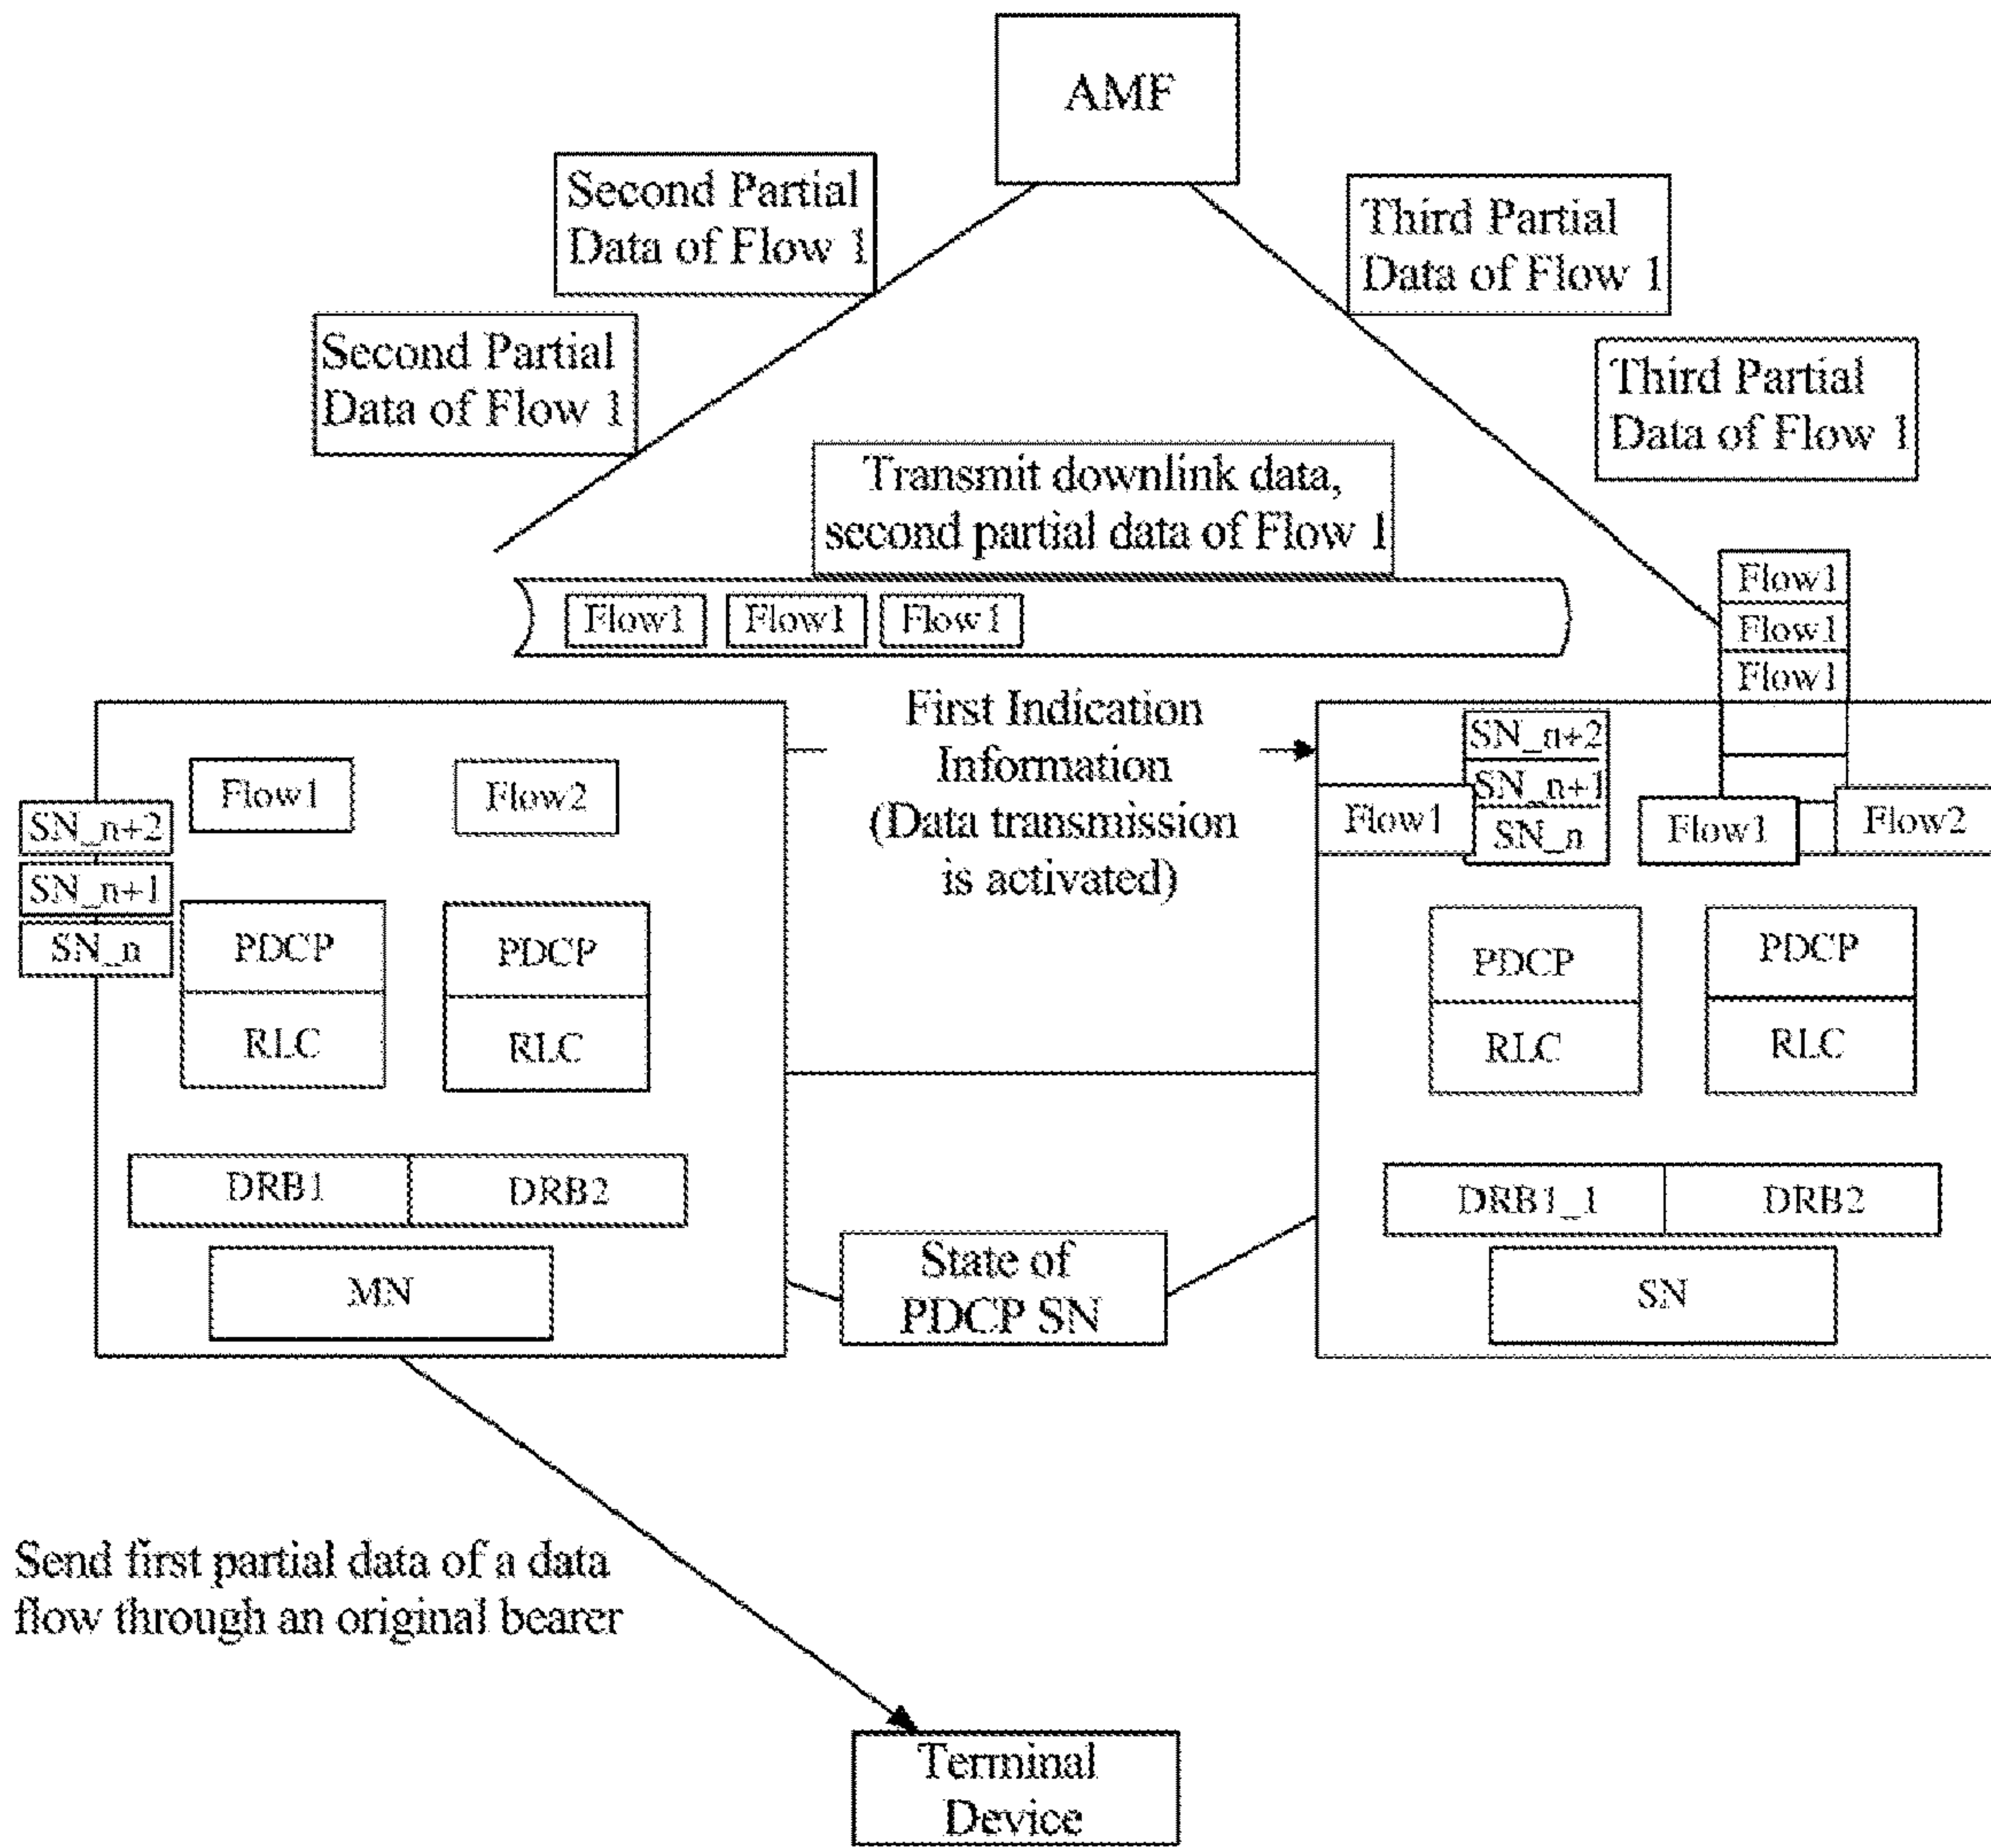 AMF
Second Partial
Data of Flow 1
Third Partial
Data of Flow 1
Second Partial
Data of Flow 1
Third Partial
Data of Flow 1
Transmit downlink data,
second partial data of Flow 1
Flow1
Flow1
Flow1
Flow1
Flow1
Flow1
First Indication
Information
(Data transmission
is activated)
Flow1
Flow2
SN_n+2
SN_n+1
SN_n
PDCP
RLC
PDCP
RLC
DRB1
DRB2
MN
SN_n+2
SN_n+1
SN_n
Flow1
Flow1
Flow2
PDCP
RLC
PDCP
RLC
DRB1_1
DRB2
SN
State of
PDCP SN
Send first partial data of a data
flow through an original bearer
Terminal
Device